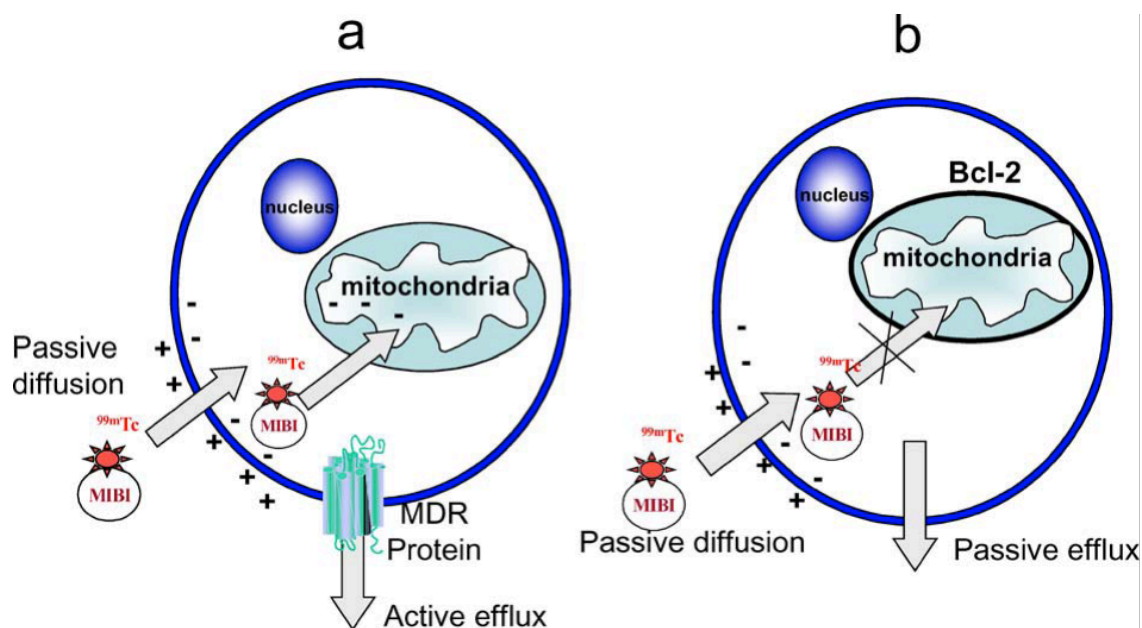 a
nucleus
mitochondria
- - -
-
-
Passive
diffusion
+
+
99mTc
MIBI
99mTc
MIBI
-
-
+
+
+
+
MDR
Protein
Active efflux
b
Bcl-2
nucleus
mitochondria
-
-
+
+
99mTc
MIBI
99mTc
MIBI
-
-
+
+
Passive diffusion
Passive efflux